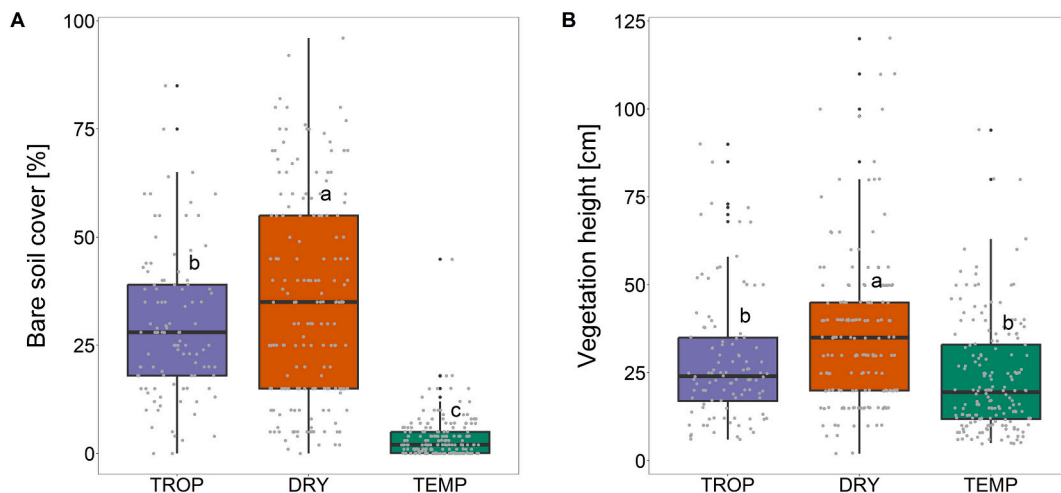 A
Bare soil cover [%]
100
75
50
25
0
b
a
c
TROP DRY TEMP
B
Vegetation height [cm]
125
100
75
50
25
0
b
a
b
TROP DRY TEMP